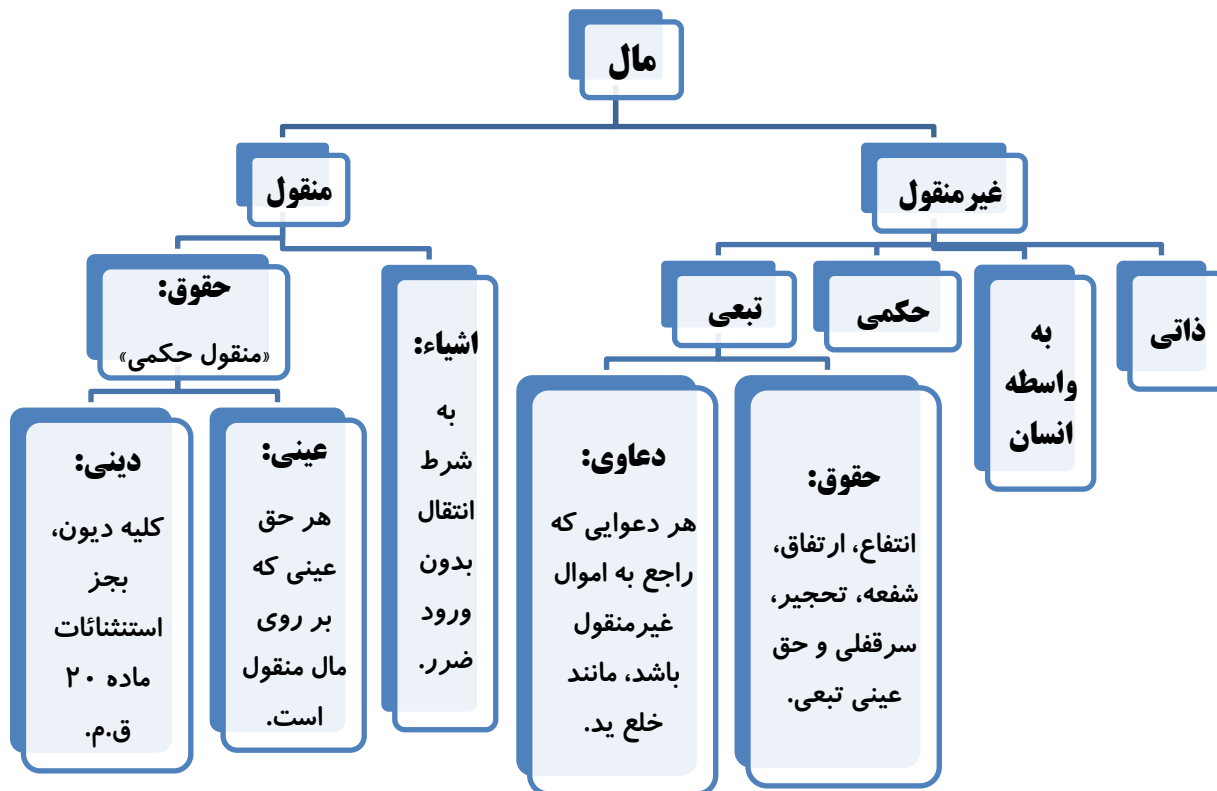 مال
غیرمنقول
منقول
ذاتی
به
واسطه
انسان
حکمی
تبعی
حقوق:
انتفاع، ارتفاق،
شفعه، تحجیر،
سرقفلی و حق
عینی تبعی.
دعاوی:
هر دعوایی که
راجع به اموال
غیرمنقول
باشد، مانند
خلع ید.
اشیاء:
به
شرط
انتقال
بدون
ورود
ضرر.
حقوق:
«منقول حکمی»
عینی:
هر حق
عینی که
بر روی
مال منقول
است.
دینی:
کلیه دیون،
بجز
استنثنائات
ماده ۲۰
ق.م.